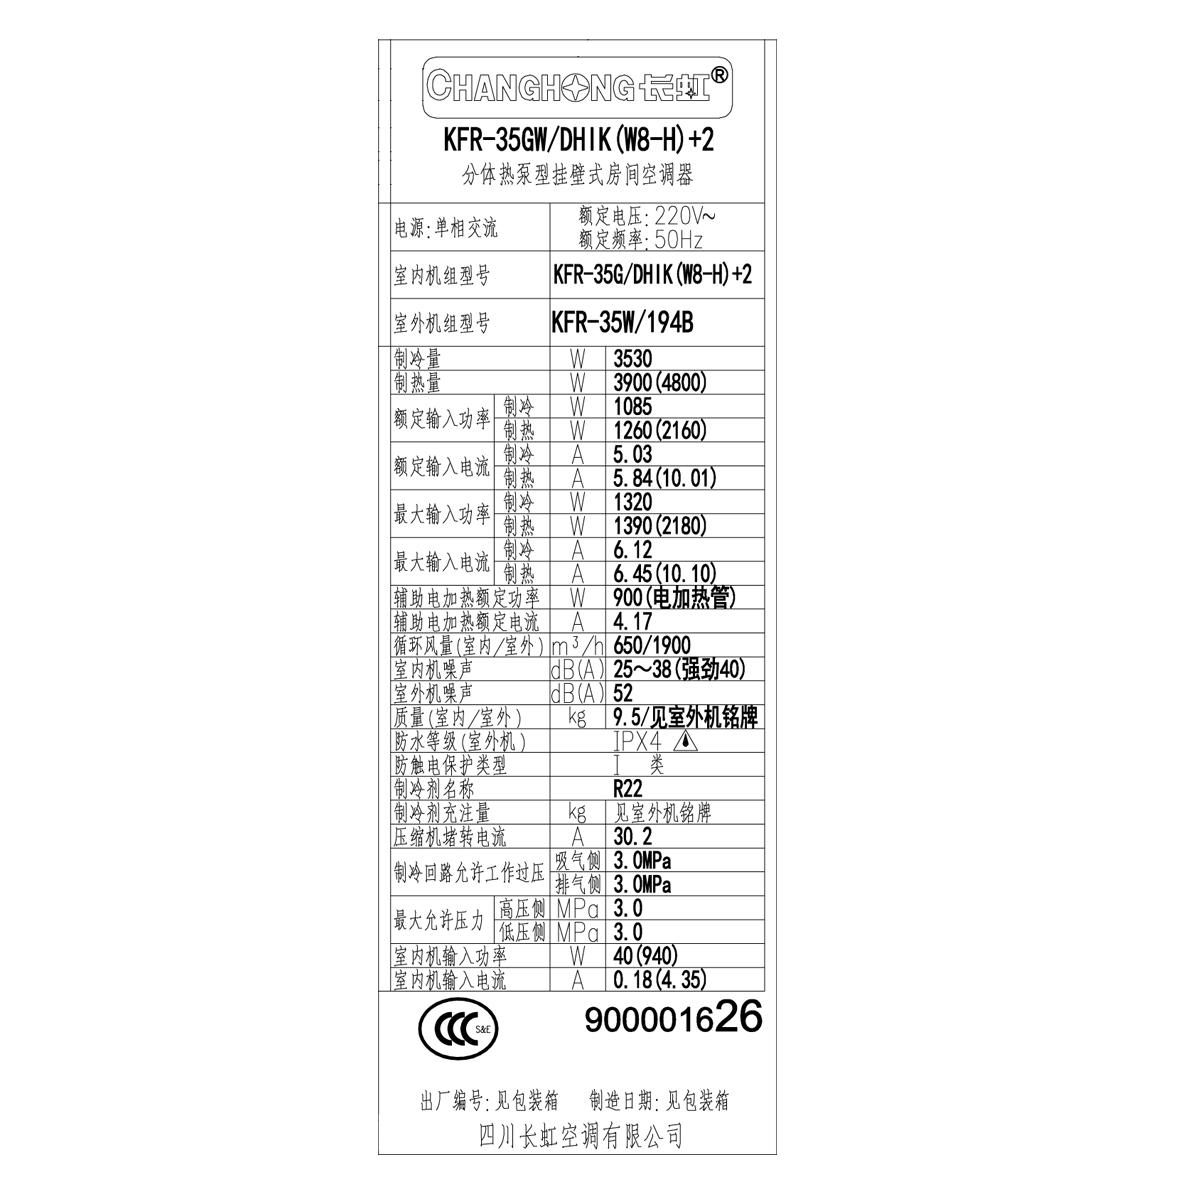 CHANGHONG长虹®
KFR-35GW/DHIK(W8-H)+2
分体热泵型挂壁式房间空调器
电源:单相交流 额定电压:220V~
额定频率:50Hz
室内机组型号 KFR-35G/DHIK(W8-H)+2
室外机组型号 KFR-35W/194B
制冷量 W 3530
制热量 W 3900(4800)
额定输入功率 制冷 W 1085
制热 W 1260(2160)
额定输入电流 制冷 A 5.03
制热 A 5.84(10.01)
最大输入功率 制冷 W 1320
制热 W 1390(2180)
最大输入电流 制冷 A 6.12
制热 A 6.45(10.10)
辅助电加热额定功率 W 900(电加热管)
辅助电加热额定电流 A 4.17
循环风量(室内/室外) m³/h 650/1900
室内机噪声 dB(A) 25～38(强劲40)
室外机噪声 dB(A) 52
质量(室内/室外) kg 9.5/见室外机铭牌
防水等级(室外机) IPX4
防触电保护类型 I 类
制冷剂名称 R22
制冷剂充注量 kg 见室外机铭牌
压缩机堵转电流 A 30.2
制冷回路允许工作过压 吸气侧 3.0MPa
排气侧 3.0MPa
最大允许压力 高压侧 MPa 3.0
低压侧 MPa 3.0
室内机输入功率 W 40(940)
室内机输入电流 A 0.18(4.35)
CCC S&E 900001626
出厂编号:见包装箱 制造日期:见包装箱
四川长虹空调有限公司